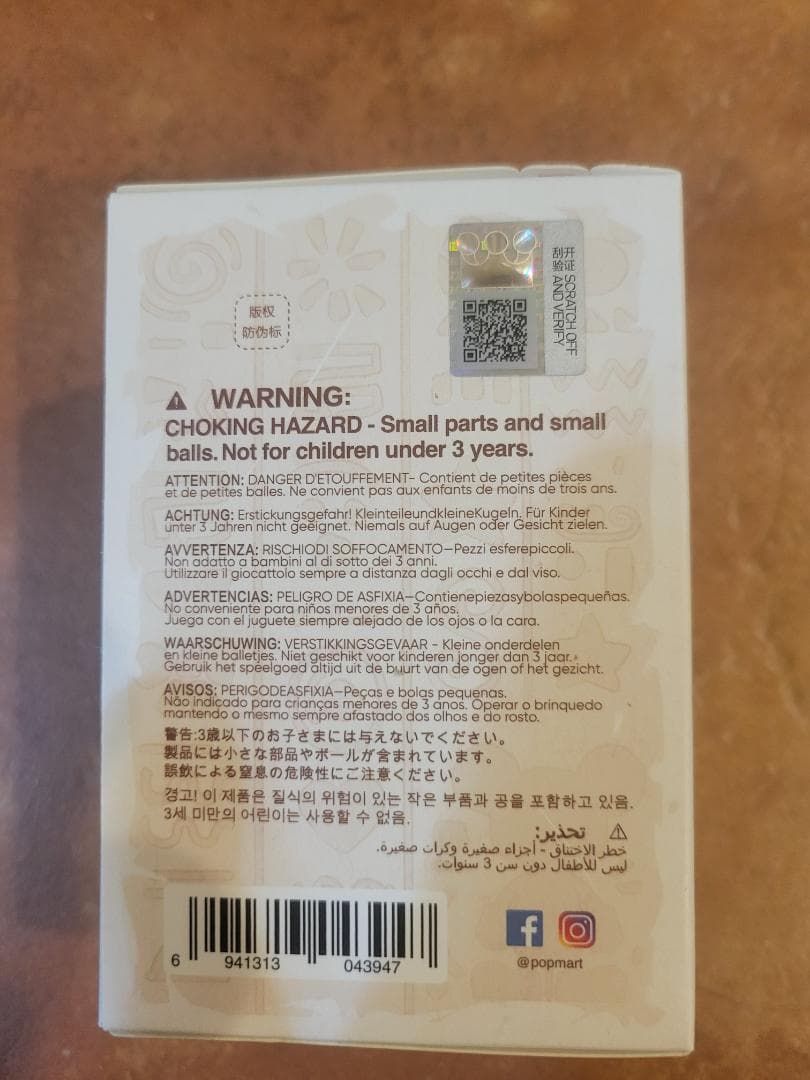 版权
防伪标
刮开
验证
SCRATCH OFF
AND VERIFY
WARNING:
CHOKING HAZARD - Small parts and small
balls. Not for children under 3 years.
ATTENTION: DANGER D'ETOUFFEMENT- Contient de petites pièces
et de petites balles. Ne convient pas aux enfants de moins de trois ans.
ACHTUNG: Erstickungsgefahr! KleinteileundkleineKugeln. Für Kinder
unter 3 Jahren nicht geeignet. Niemals auf Augen oder Gesicht zielen.
AVVERTENZA: RISCHIODI SOFFOCAMENTO—Pezzi esferepiccoli.
Non adatto a bambini al di sotto dei 3 anni.
Utilizzare il giocattolo sempre a distanza dagli occhi e dal viso.
ADVERTENCIAS: PELIGRO DE ASFIXIA—Contienepiezasybolaspequeñas.
No conveniente para niños menores de 3 años.
Juega con el juguete siempre alejado de los ojos o la cara.
WAARSCHUWING: VERSTIKKINGSGEVAAR - Kleine onderdelen
en kleine balletjes. Niet geschikt voor kinderen jonger dan 3 jaar.
Gebruik het speelgoed altijd uit de buurt van de ogen of het gezicht.
AVISOS: PERIGODEASFIXIA—Peças e bolas pequenas.
Não indicado para crianças menores de 3 anos. Operar o brinquedo
mantendo o mesmo sempre afastado dos olhos e do rosto.
警告:3歳以下のお子さまには与えないでください。
製品には小さな部品やボールが含まれています。
誤飲による窒息の危険性にご注意ください。
경고! 이 제품은 질식의 위험이 있는 작은 부품과 공을 포함하고 있음.
3세 미만의 어린이는 사용할 수 없음.
تحذير:
خطر الاختناق - أجزاء صغيرة وكرات صغيرة.
ليس للأطفال دون سن 3 سنوات.
6 941313 043947
@popmart